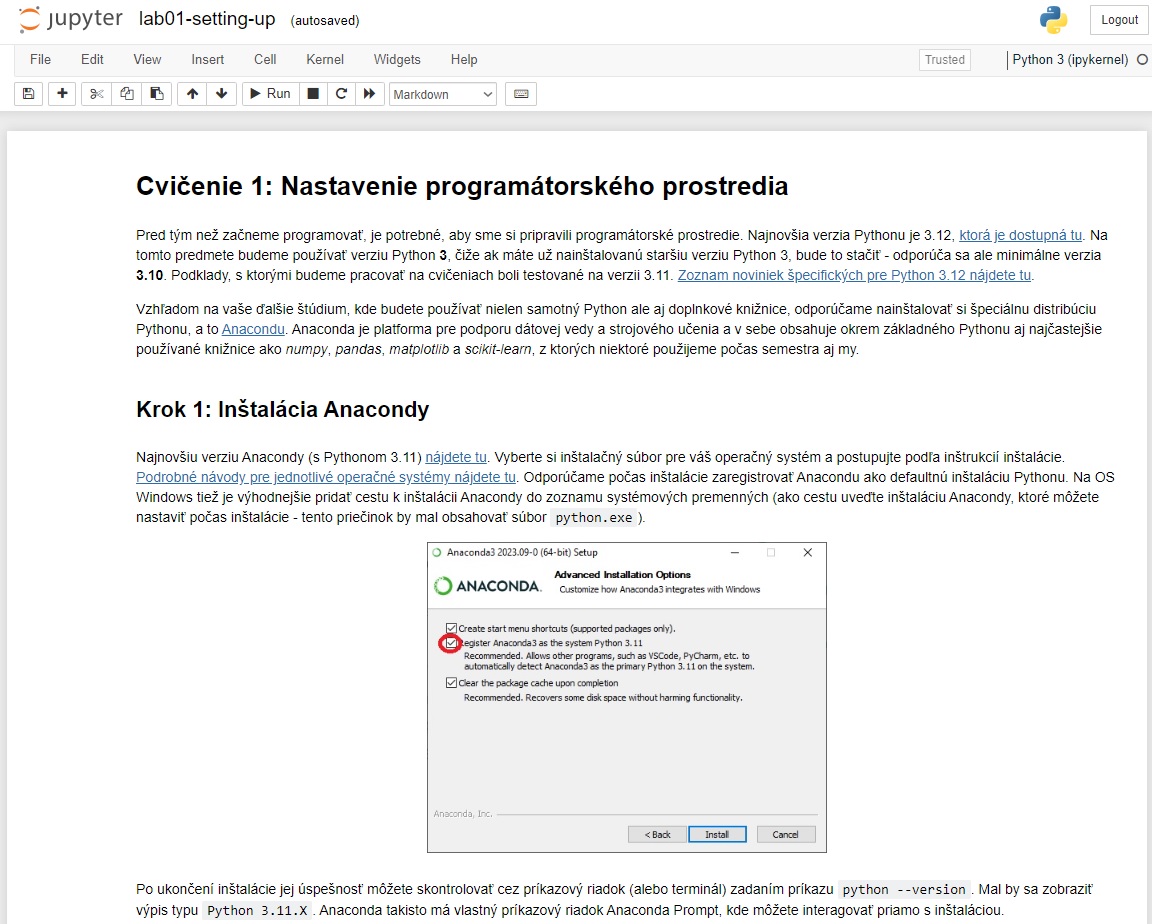 jupyter lab01-setting-up (autosaved) Logout
File Edit View Insert Cell Kernel Widgets Help Trusted Python 3 (ipykernel)
Run Markdown
Cvičenie 1: Nastavenie programátorského prostredia
Pred tým než začneme programovať, je potrebné, aby sme si pripravili programátorské prostredie. Najnovšia verzia Pythonu je 3.12, ktorá je dostupná tu. Na
tomto predmete budeme používať verziu Python 3, čiže ak máte už nainštalovanú staršiu verziu Python 3, bude to stačiť - odporúča sa ale minimálne verzia
3.10. Podklady, s ktorými budeme pracovať na cvičeniach boli testované na verzii 3.11. Zoznam noviniek špecifických pre Python 3.12 nájdete tu.
Vzhľadom na vaše ďalšie štúdium, kde budete používať nielen samotný Python ale aj doplnkové knižnice, odporúčame nainštalovať si špeciálnu distribúciu
Pythonu, a to Anacondu. Anaconda je platforma pre podporu dátovej vedy a strojového učenia a v sebe obsahuje okrem základného Pythonu aj najčastejšie
používané knižnice ako numpy, pandas, matplotlib a scikit-learn, z ktorých niektoré použijeme počas semestra aj my.
Krok 1: Inštalácia Anacondy
Najnovšiu verziu Anacondy (s Pythonom 3.11) nájdete tu. Vyberte si inštalačný súbor pre váš operačný systém a postupujte podľa inštrukcií inštalácie.
Podrobné návody pre jednotlivé operačné systémy nájdete tu. Odporúčame počas inštalácie zaregistrovať Anacondu ako defaultnú inštaláciu Pythonu. Na OS
Windows tiež je výhodnejšie pridať cestu k inštalácii Anacondy do zoznamu systémových premenných (ako cestu uveďte inštaláciu Anacondy, ktoré môžete
nastaviť počas inštalácie - tento priečinok by mal obsahovať súbor python.exe ).
Anaconda3 2023.09-0 (64-bit) Setup
ANACONDA. Advanced Installation Options
Customize how Anaconda3 integrates with Windows
Create start menu shortcuts (supported packages only).
egister Anaconda3 as the system Python 3.11
Recommended. Allows other programs, such as VSCode, PyCharm, etc. to
automatically detect Anaconda3 as the primary Python 3.11 on the system.
Clear the package cache upon completion
Recommended. Recovers some disk space without harming functionality.
Anaconda, Inc.
< Back Install Cancel
Po ukončení inštalácie jej úspešnosť môžete skontrolovať cez príkazový riadok (alebo terminál) zadaním príkazu python --version . Mal by sa zobraziť
výpis typu Python 3.11.X . Anaconda takisto má vlastný príkazový riadok Anaconda Prompt, kde môžete interagovať priamo s inštaláciou.